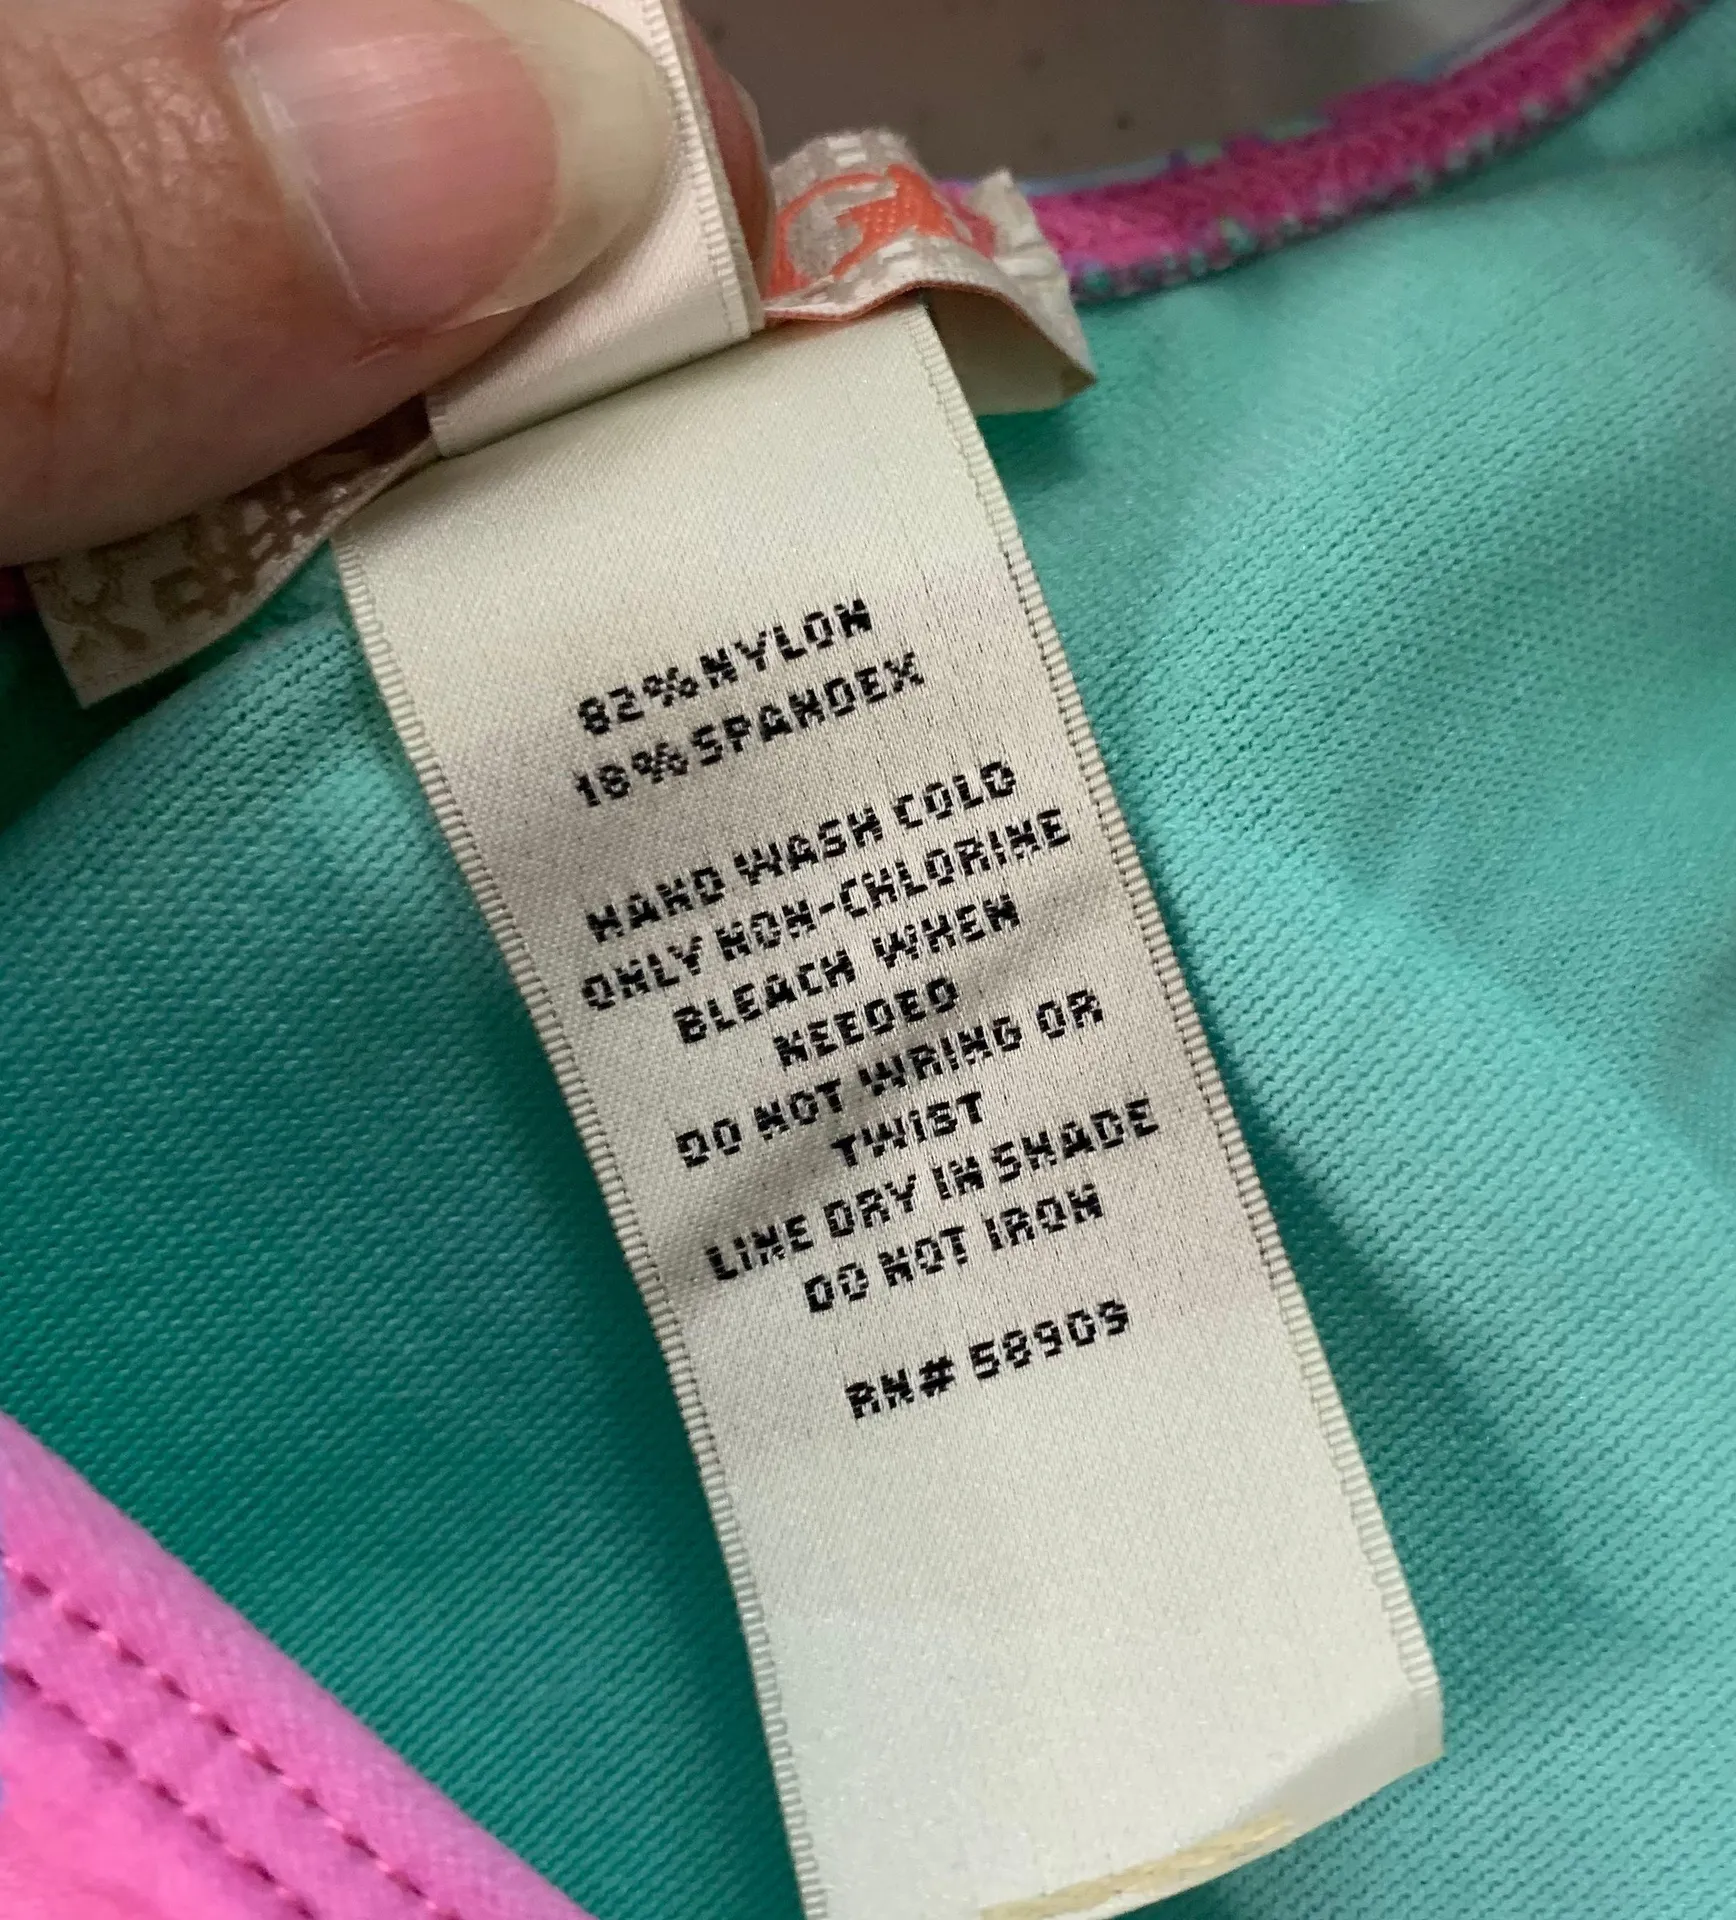 82% NYLON
18% SPANDEX
HAND WASH COLD
ONLY NON-CHLORINE
BLEACH WHEN
NEEDED
DO NOT WRING OR
TWIST
LINE DRY IN SHADE
DO NOT IRON
RN# 58909